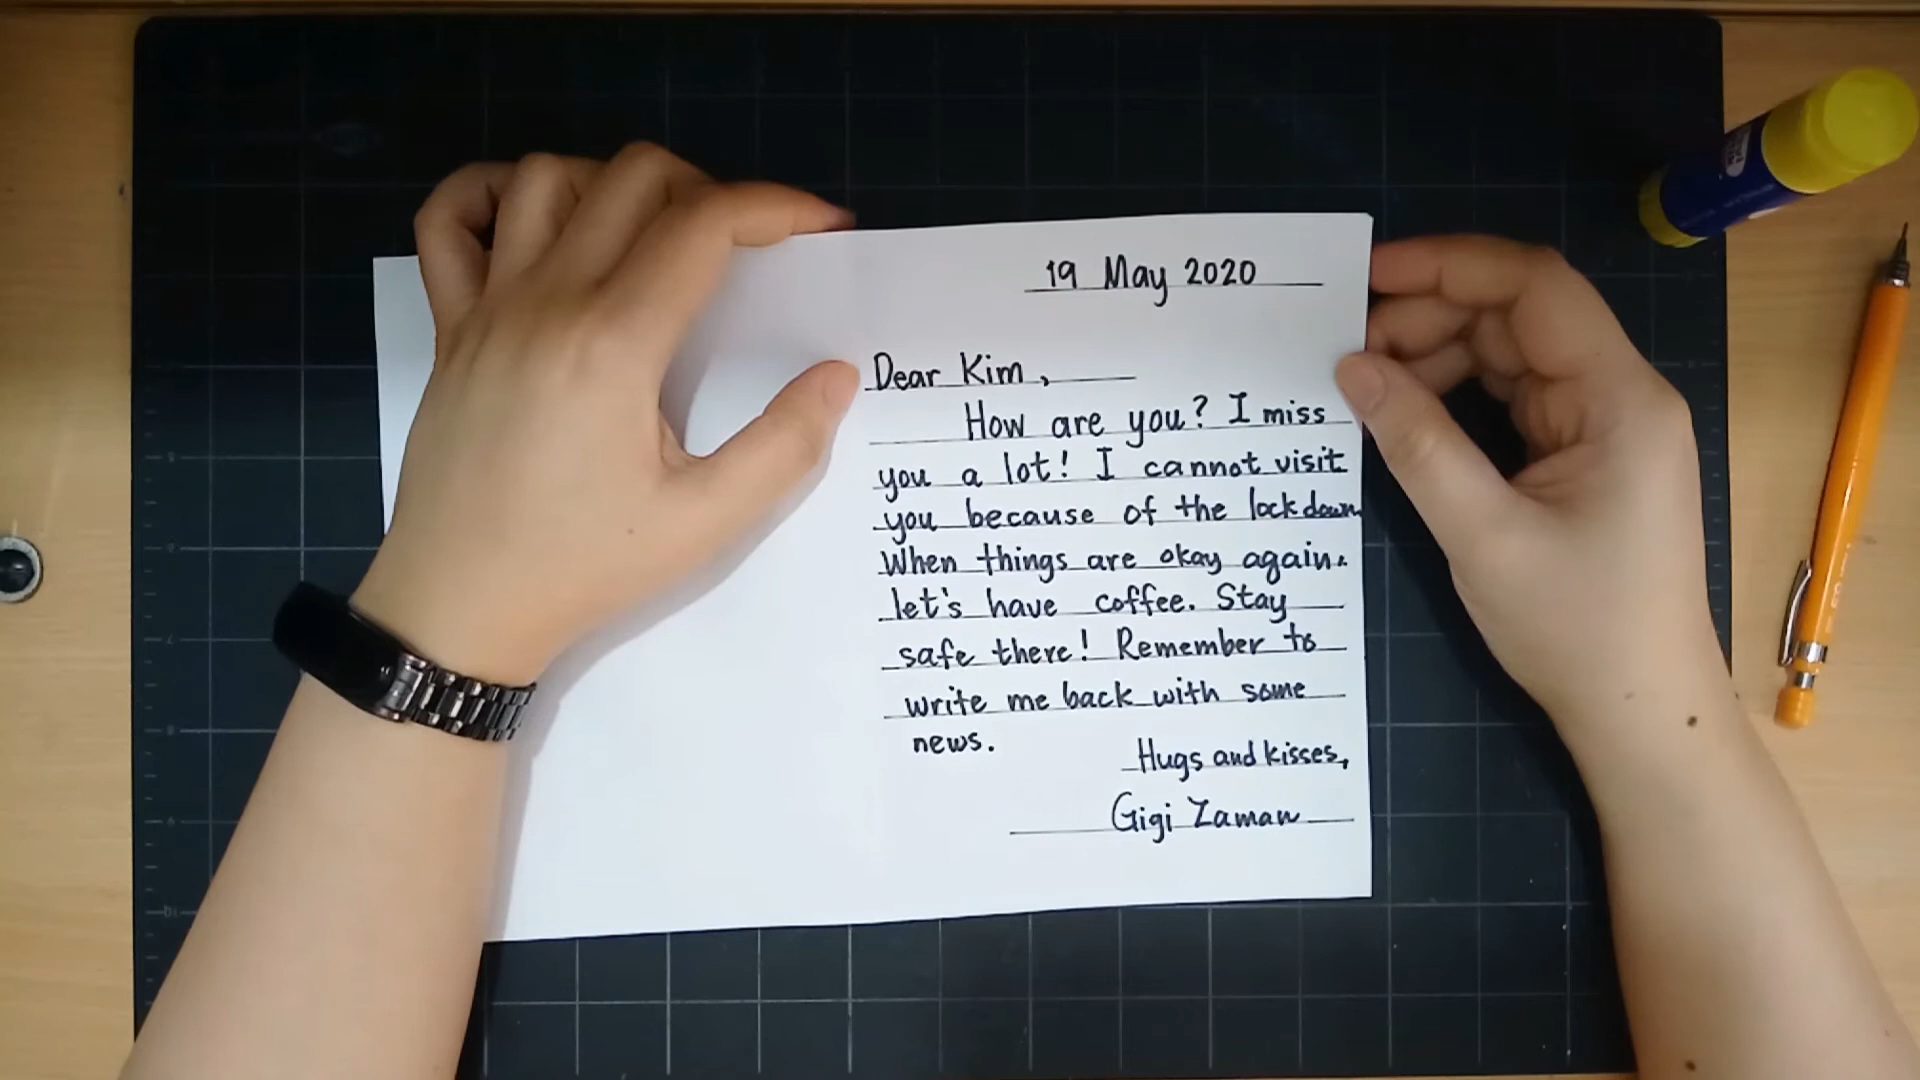 19 May 2020
Dear Kim,
How are you? I miss
you a lot! I cannot visit
you because of the lockdown
When things are okay again.
let's have coffee. Stay
safe there! Remember to
write me back with some
news.
Hugs and kisses,
Gigi Zaman